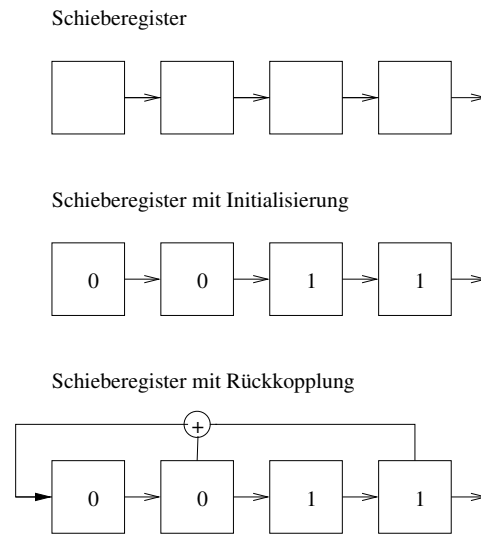 Schieberegister
Schieberegister mit Initialisierung
0 0 1 1
Schieberegister mit Rückkopplung
+
0 0 1 1